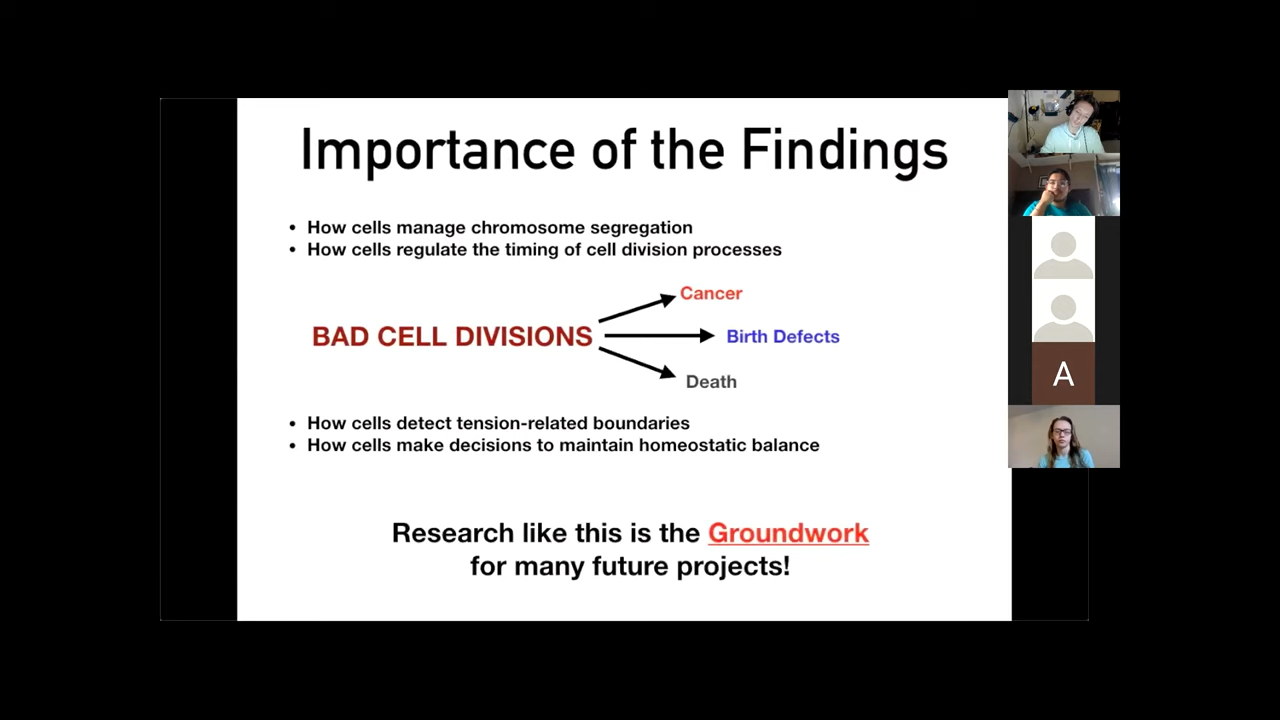 Importance of the Findings
• How cells manage chromosome segregation
• How cells regulate the timing of cell division processes
Cancer
BAD CELL DIVISIONS
Birth Defects
Death
• How cells detect tension-related boundaries
• How cells make decisions to maintain homeostatic balance
Research like this is the Groundwork
for many future projects!
A